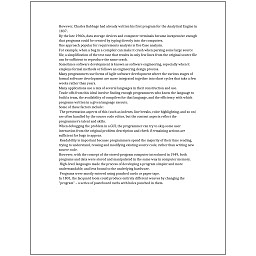 However, Charles Babbage had already written his first program for the Analytical Engine in
1837.
By the late 1960s, data storage devices and computer terminals became inexpensive enough
that programs could be created by typing directly into the computers.
One approach popular for requirements analysis is Use Case analysis.
For example, when a bug in a compiler can make it crash when parsing some large source
file, a simplification of the test case that results in only few lines from the original source file
can be sufficient to reproduce the same crash.
Sometimes software development is known as software engineering, especially when it
employs formal methods or follows an engineering design process.
Many programmers use forms of Agile software development where the various stages of
formal software development are more integrated together into short cycles that take a few
weeks rather than years.
Many applications use a mix of several languages in their construction and use.
Trade-offs from this ideal involve finding enough programmers who know the language to
build a team, the availability of compilers for that language, and the efficiency with which
programs written in a given language execute.
Some of these factors include:
The presentation aspects of this (such as indents, line breaks, color highlighting, and so on)
are often handled by the source code editor, but the content aspects reflect the
programmer's talent and skills.
When debugging the problem in a GUI, the programmer can try to skip some user
interaction from the original problem description and check if remaining actions are
sufficient for bugs to appear.
Readability is important because programmers spend the majority of their time reading,
trying to understand, reusing and modifying existing source code, rather than writing new
source code.
However, with the concept of the stored-program computer introduced in 1949, both
programs and data were stored and manipulated in the same way in computer memory.
High-level languages made the process of developing a program simpler and more
understandable, and less bound to the underlying hardware.
Programs were mostly entered using punched cards or paper tape.
In 1801, the Jacquard loom could produce entirely different weaves by changing the
"program" – a series of pasteboard cards with holes punched in them.